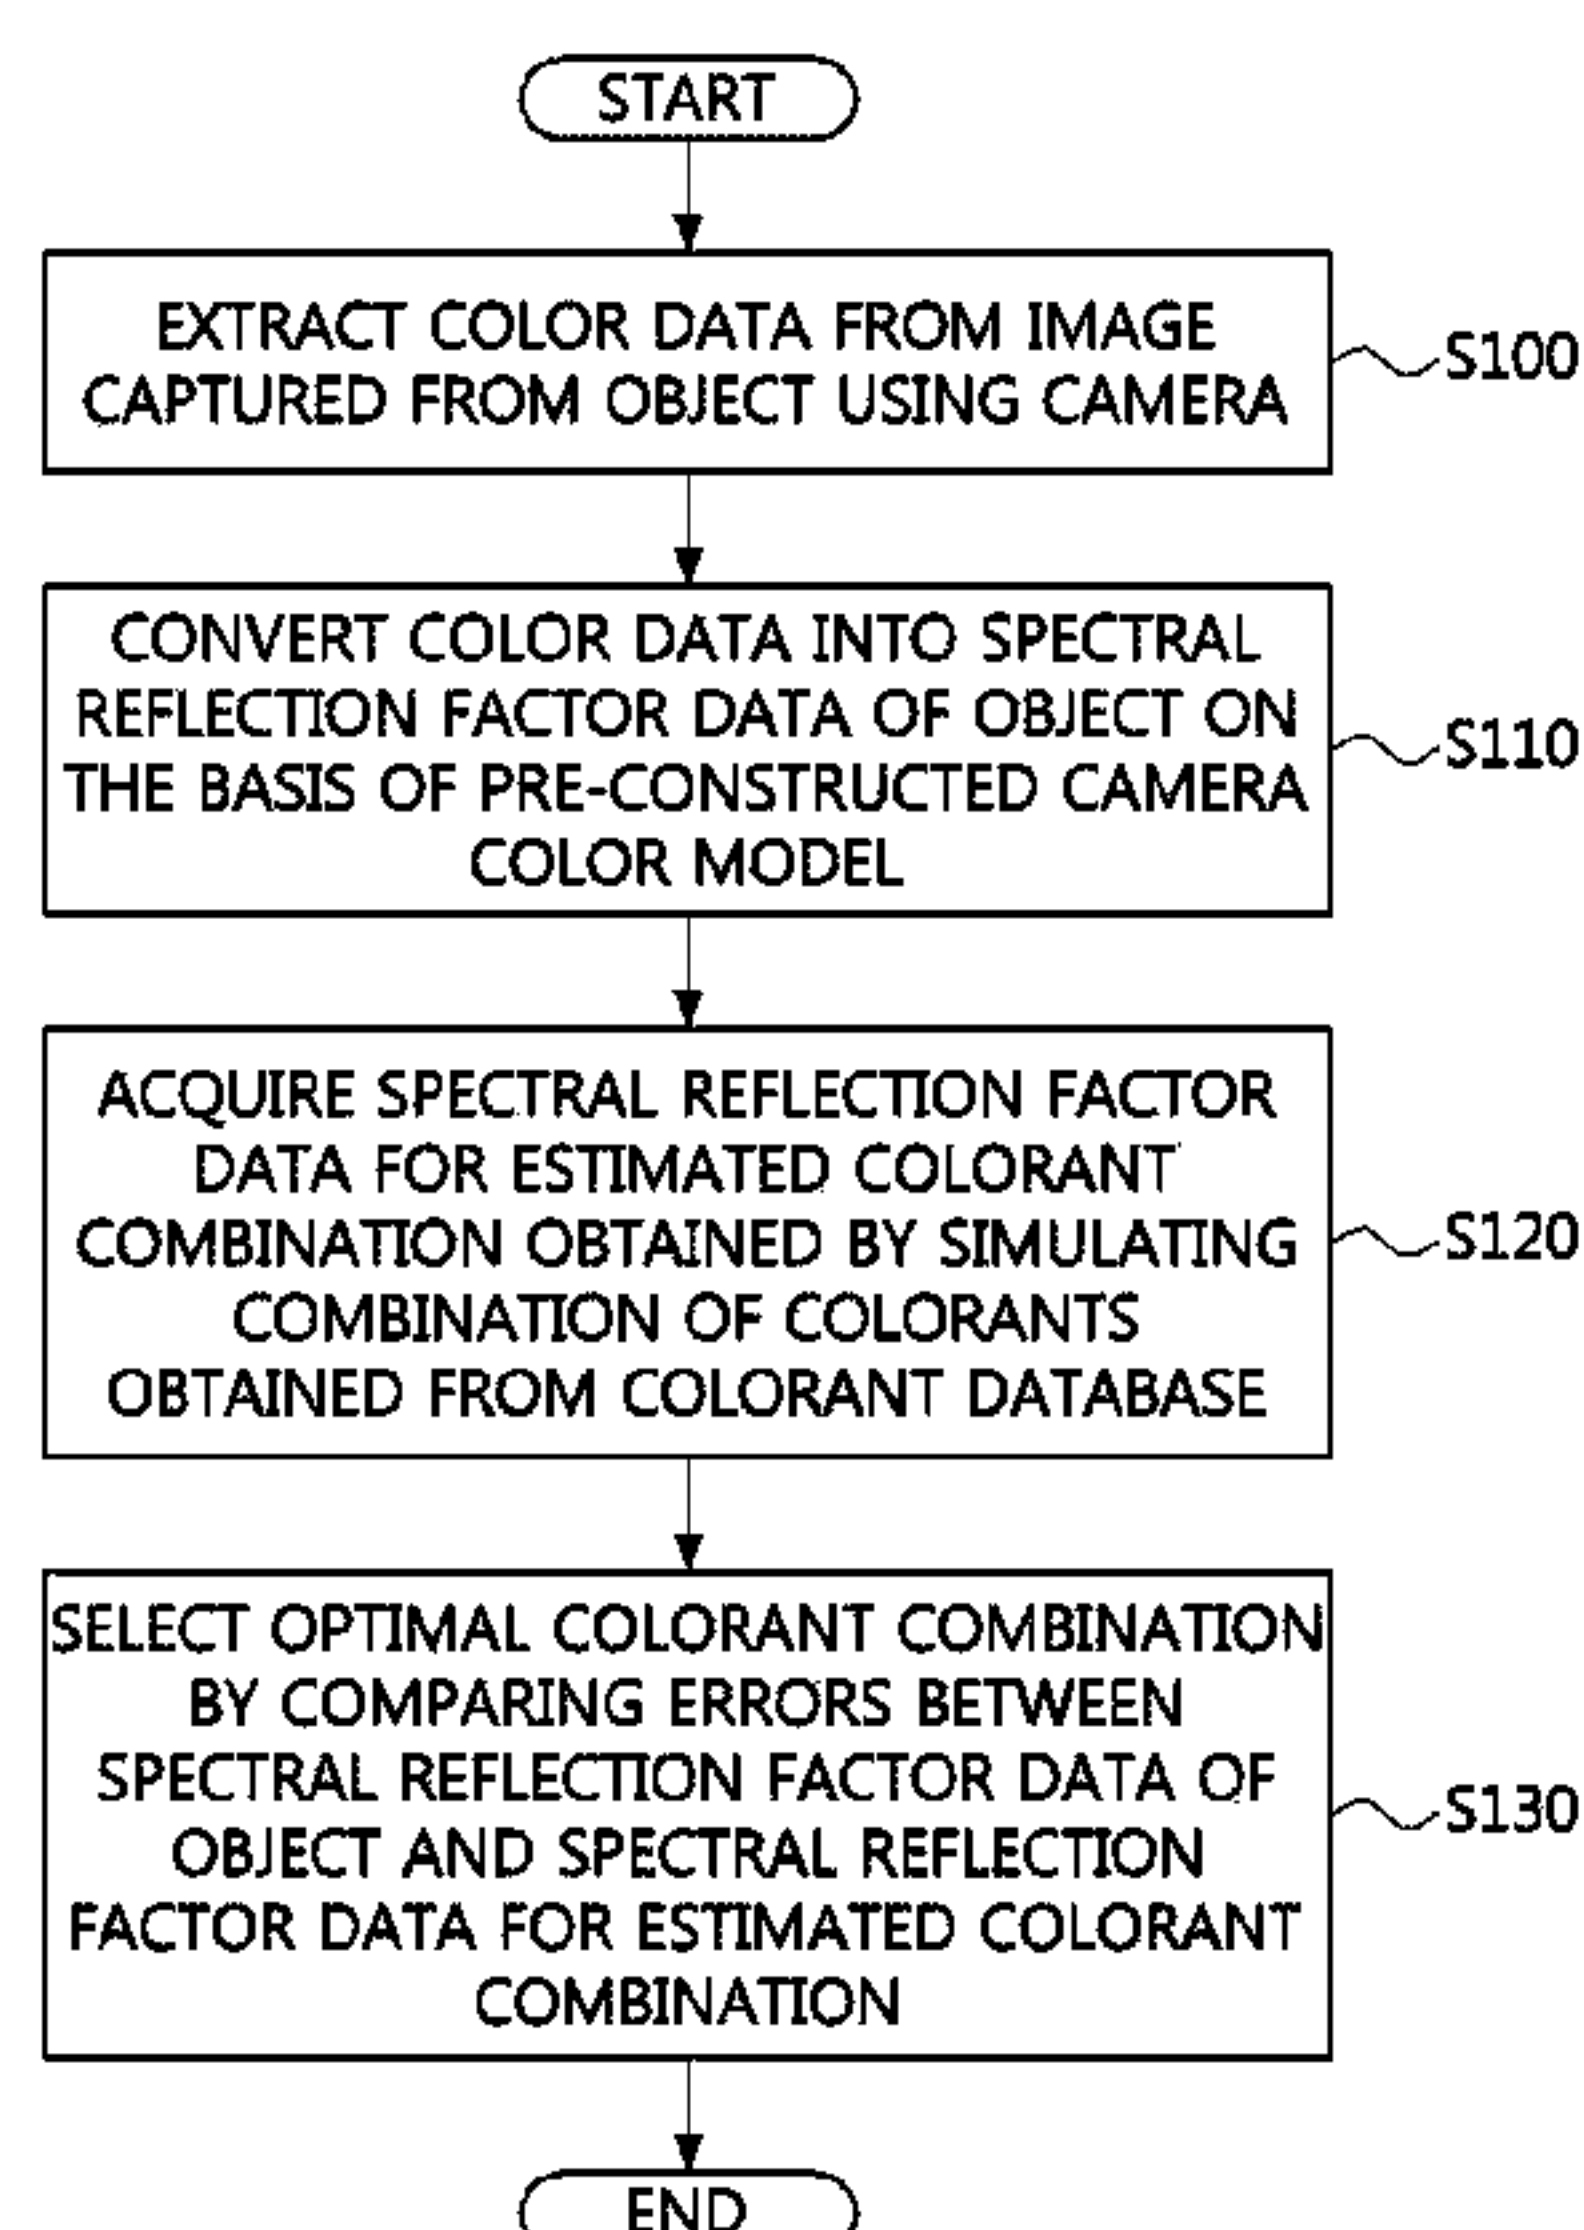 START
EXTRACT COLOR DATA FROM IMAGE
CAPTURED FROM OBJECT USING CAMERA
S100
CONVERT COLOR DATA INTO SPECTRAL
REFLECTION FACTOR DATA OF OBJECT ON
THE BASIS OF PRE-CONSTRUCTED CAMERA
COLOR MODEL
S110
ACQUIRE SPECTRAL REFLECTION FACTOR
DATA FOR ESTIMATED COLORANT
COMBINATION OBTAINED BY SIMULATING
COMBINATION OF COLORANTS
OBTAINED FROM COLORANT DATABASE
S120
SELECT OPTIMAL COLORANT COMBINATION
BY COMPARING ERRORS BETWEEN
SPECTRAL REFLECTION FACTOR DATA OF
OBJECT AND SPECTRAL REFLECTION
FACTOR DATA FOR ESTIMATED COLORANT
COMBINATION
S130
END